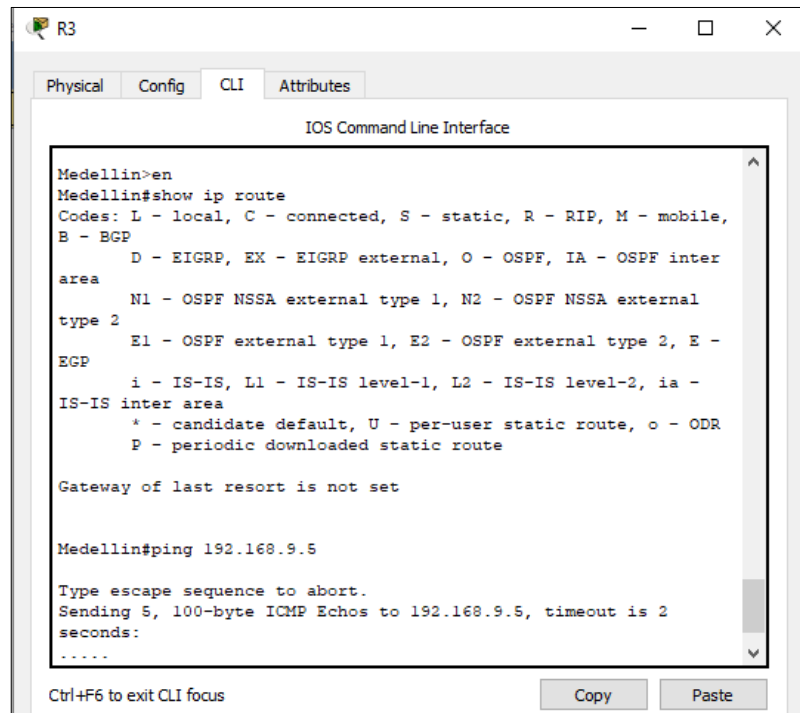 R3
Physical Config CLI Attributes
IOS Command Line Interface
Medellin>en
Medellin#show ip route
Codes: L - local, C - connected, S - static, R - RIP, M - mobile,
B - BGP
D - EIGRP, EX - EIGRP external, O - OSPF, IA - OSPF inter
area
N1 - OSPF NSSA external type 1, N2 - OSPF NSSA external
type 2
E1 - OSPF external type 1, E2 - OSPF external type 2, E -
EGP
i - IS-IS, L1 - IS-IS level-1, L2 - IS-IS level-2, ia -
IS-IS inter area
* - candidate default, U - per-user static route, o - ODR
P - periodic downloaded static route
Gateway of last resort is not set
Medellin#ping 192.168.9.5
Type escape sequence to abort.
Sending 5, 100-byte ICMP Echos to 192.168.9.5, timeout is 2
seconds:
.....
Ctrl+F6 to exit CLI focus
Copy Paste